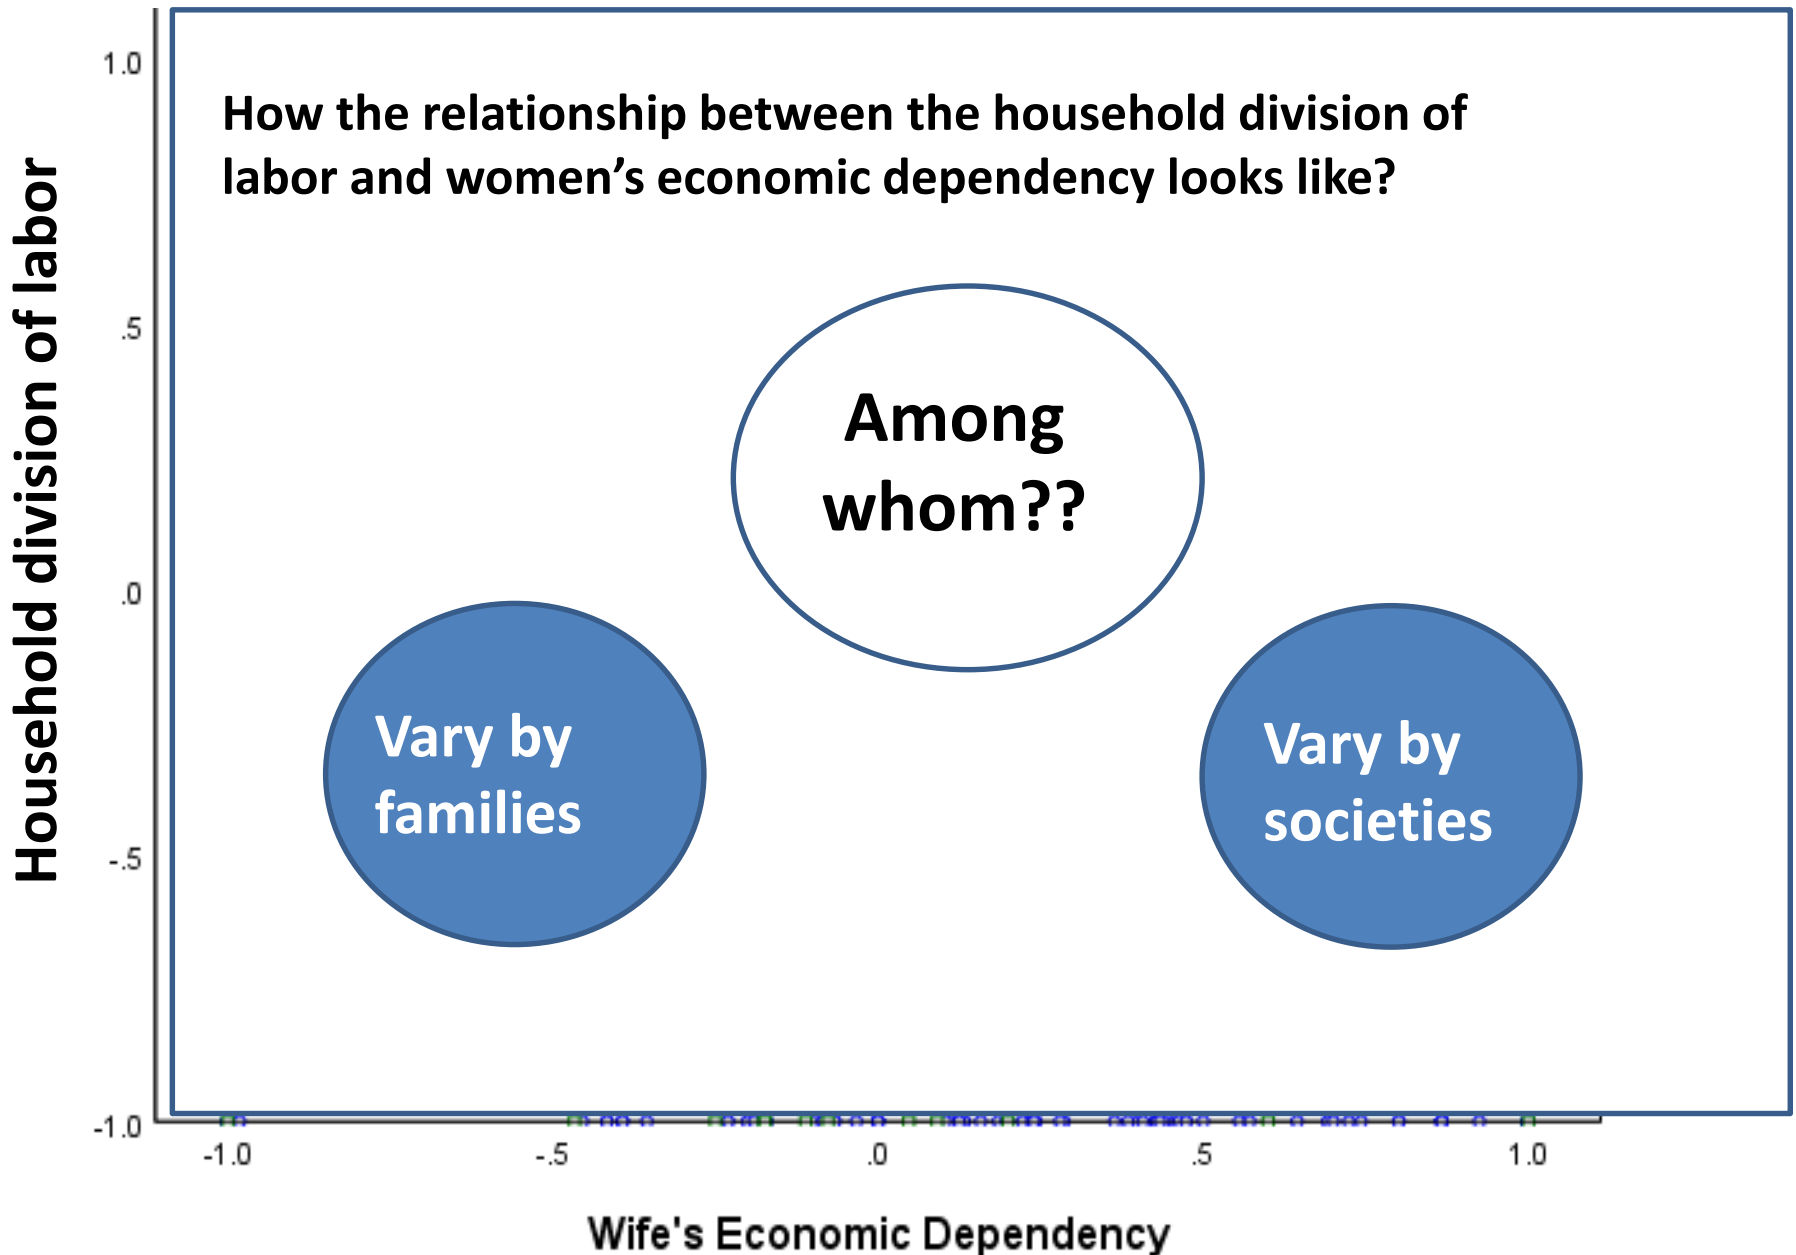 How the relationship between the household division of
labor and women's economic dependency looks like?
Among
whom??
Vary by
families
Vary by
societies
Household division of labor
1.0
.5
.0
-.5
-1.0
-1.0
-.5
.0
.5
1.0
Wife's Economic Dependency